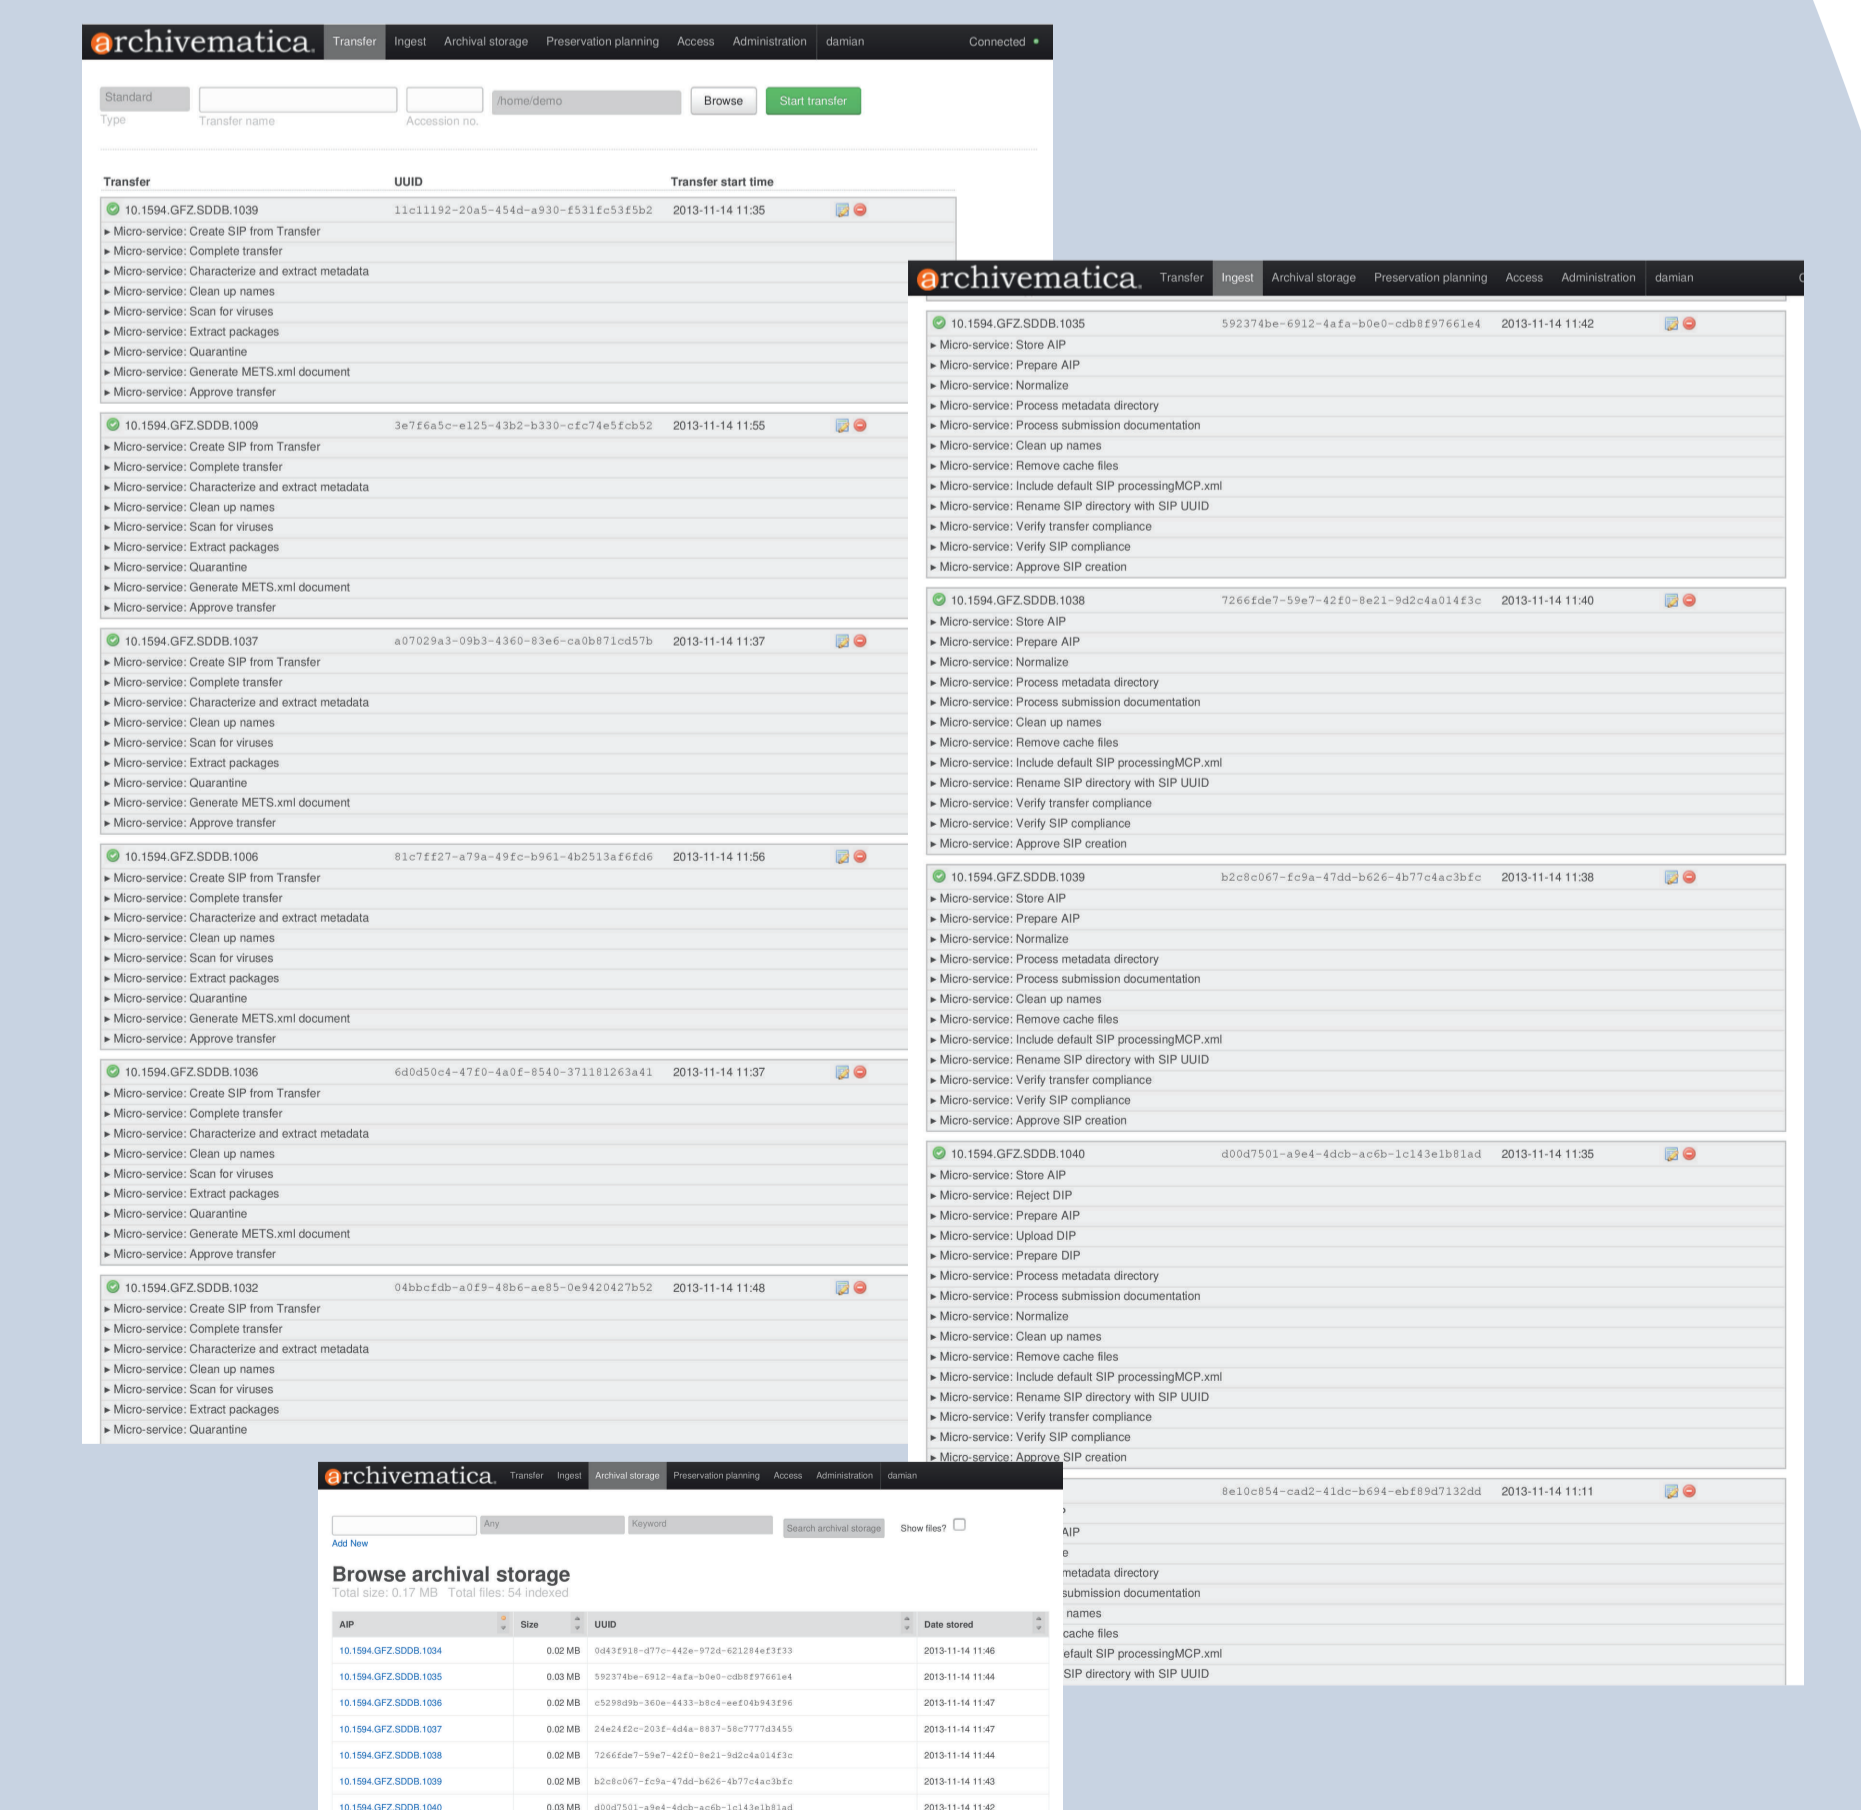 archivematica. Transfer Ingest Archival storage Preservation planning Access Administration damian Connected
Standard /home/demo Browse Start transfer
Type Transfer name Accession no.
Transfer UUID Transfer start time
10.1594.GFZ.SDDB.1039 11c11192-20a5-454d-a930-f531fc53f5b2 2013-11-14 11:35
Micro-service: Create SIP from Transfer
Micro-service: Complete transfer
Micro-service: Characterize and extract metadata
Micro-service: Clean up names
Micro-service: Scan for viruses
Micro-service: Extract packages
Micro-service: Quarantine
Micro-service: Generate METS.xml document
Micro-service: Approve transfer
10.1594.GFZ.SDDB.1009 3e7f6a5c-e125-43b2-b330-cfc74e5fcb52 2013-11-14 11:55
Micro-service: Create SIP from Transfer
Micro-service: Complete transfer
Micro-service: Characterize and extract metadata
Micro-service: Clean up names
Micro-service: Scan for viruses
Micro-service: Extract packages
Micro-service: Quarantine
Micro-service: Generate METS.xml document
Micro-service: Approve transfer
10.1594.GFZ.SDDB.1037 a07029a3-09b3-4360-83e6-ca0b871cd57b 2013-11-14 11:37
Micro-service: Create SIP from Transfer
Micro-service: Complete transfer
Micro-service: Characterize and extract metadata
Micro-service: Clean up names
Micro-service: Scan for viruses
Micro-service: Extract packages
Micro-service: Quarantine
Micro-service: Generate METS.xml document
Micro-service: Approve transfer
10.1594.GFZ.SDDB.1006 81c7ff27-a79a-49fc-b961-4b2513af6fd6 2013-11-14 11:56
Micro-service: Create SIP from Transfer
Micro-service: Complete transfer
Micro-service: Characterize and extract metadata
Micro-service: Clean up names
Micro-service: Scan for viruses
Micro-service: Extract packages
Micro-service: Quarantine
Micro-service: Generate METS.xml document
Micro-service: Approve transfer
10.1594.GFZ.SDDB.1036 6d0d50c4-47f0-4a0f-8540-371181263a41 2013-11-14 11:37
Micro-service: Create SIP from Transfer
Micro-service: Complete transfer
Micro-service: Characterize and extract metadata
Micro-service: Clean up names
Micro-service: Scan for viruses
Micro-service: Extract packages
Micro-service: Quarantine
Micro-service: Generate METS.xml document
Micro-service: Approve transfer
10.1594.GFZ.SDDB.1032 04bbcfdb-a0f9-48b6-ae85-0e9420427b52 2013-11-14 11:48
Micro-service: Create SIP from Transfer
Micro-service: Complete transfer
Micro-service: Characterize and extract metadata
Micro-service: Clean up names
Micro-service: Scan for viruses
Micro-service: Extract packages
Micro-service: Quarantine
archivematica. Transfer Ingest Archival storage Preservation planning Access Administration damian C
10.1594.GFZ.SDDB.1035 592374be-6912-4afa-b0e0-cdb8f97661e4 2013-11-14 11:42
Micro-service: Store AIP
Micro-service: Prepare AIP
Micro-service: Normalize
Micro-service: Process metadata directory
Micro-service: Process submission documentation
Micro-service: Clean up names
Micro-service: Remove cache files
Micro-service: Include default SIP processingMCP.xml
Micro-service: Rename SIP directory with SIP UUID
Micro-service: Verify transfer compliance
Micro-service: Verify SIP compliance
Micro-service: Approve SIP creation
10.1594.GFZ.SDDB.1038 7266fde7-59e7-42f0-8e21-9d2c4a014f3c 2013-11-14 11:40
Micro-service: Store AIP
Micro-service: Prepare AIP
Micro-service: Normalize
Micro-service: Process metadata directory
Micro-service: Process submission documentation
Micro-service: Clean up names
Micro-service: Remove cache files
Micro-service: Include default SIP processingMCP.xml
Micro-service: Rename SIP directory with SIP UUID
Micro-service: Verify transfer compliance
Micro-service: Verify SIP compliance
Micro-service: Approve SIP creation
10.1594.GFZ.SDDB.1039 b2c8c067-fc9a-47dd-b626-4b77c4ac3bfc 2013-11-14 11:38
Micro-service: Store AIP
Micro-service: Prepare AIP
Micro-service: Normalize
Micro-service: Process metadata directory
Micro-service: Process submission documentation
Micro-service: Clean up names
Micro-service: Remove cache files
Micro-service: Include default SIP processingMCP.xml
Micro-service: Rename SIP directory with SIP UUID
Micro-service: Verify transfer compliance
Micro-service: Verify SIP compliance
Micro-service: Approve SIP creation
10.1594.GFZ.SDDB.1040 d00d7501-a9e4-4dcb-ac6b-1c143e1b81ad 2013-11-14 11:35
Micro-service: Store AIP
Micro-service: Reject DIP
Micro-service: Prepare AIP
Micro-service: Upload DIP
Micro-service: Prepare DIP
Micro-service: Process metadata directory
Micro-service: Process submission documentation
Micro-service: Normalize
Micro-service: Clean up names
Micro-service: Remove cache files
Micro-service: Include default SIP processingMCP.xml
Micro-service: Rename SIP directory with SIP UUID
Micro-service: Verify transfer compliance
Micro-service: Verify SIP compliance
Micro-service: Approve SIP creation
8e10c854-cad2-41dc-b694-ebf89d7132dd 2013-11-14 11:11
AIP
e
metadata directory
submission documentation
names
cache files
efault SIP processingMCP.xml
SIP directory with SIP UUID
archivematica. Transfer Ingest Archival storage Preservation planning Access Administration damian
Any Keyword Search archival storage Show files?
Add New
Browse archival storage
Total size: 0.17 MB Total files: 54 indexed
AIP Size UUID Date stored
10.1594.GFZ.SDDB.1034 0.02 MB 0d43f918-d77c-442e-972d-621284ef3f33 2013-11-14 11:46
10.1594.GFZ.SDDB.1035 0.03 MB 592374be-6912-4afa-b0e0-cdb8f97661e4 2013-11-14 11:44
10.1594.GFZ.SDDB.1036 0.02 MB c5298d9b-360e-4433-b8c4-eef04b943f96 2013-11-14 11:47
10.1594.GFZ.SDDB.1037 0.02 MB 24e24f2c-203f-4d4a-8837-58c7777d3455 2013-11-14 11:47
10.1594.GFZ.SDDB.1038 0.02 MB 7266fde7-59e7-42f0-8e21-9d2c4a014f3c 2013-11-14 11:44
10.1594.GFZ.SDDB.1039 0.02 MB b2c8c067-fc9a-47dd-b626-4b77c4ac3bfc 2013-11-14 11:43
10.1594.GFZ.SDDB.1040 0.03 MB d00d7501-a9e4-4dcb-ac6b-1c143e1b81ad 2013-11-14 11:42